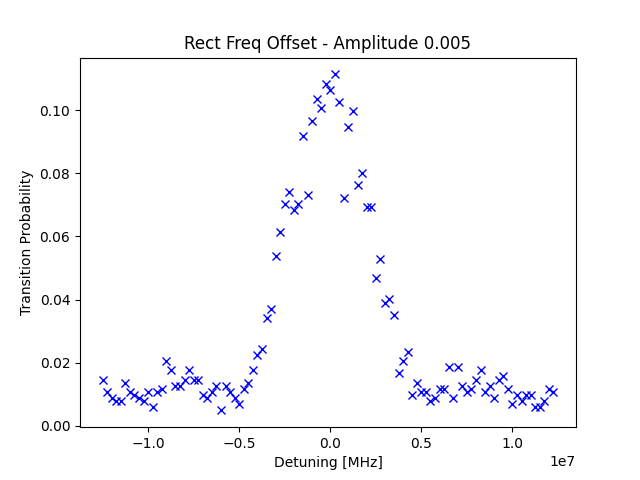 Rect Freq Offset - Amplitude 0.005
Transition Probability
0.10
0.08
0.06
0.04
0.02
0.00
−1.0 −0.5 0.0 0.5 1.0
1e7
Detuning [MHz]